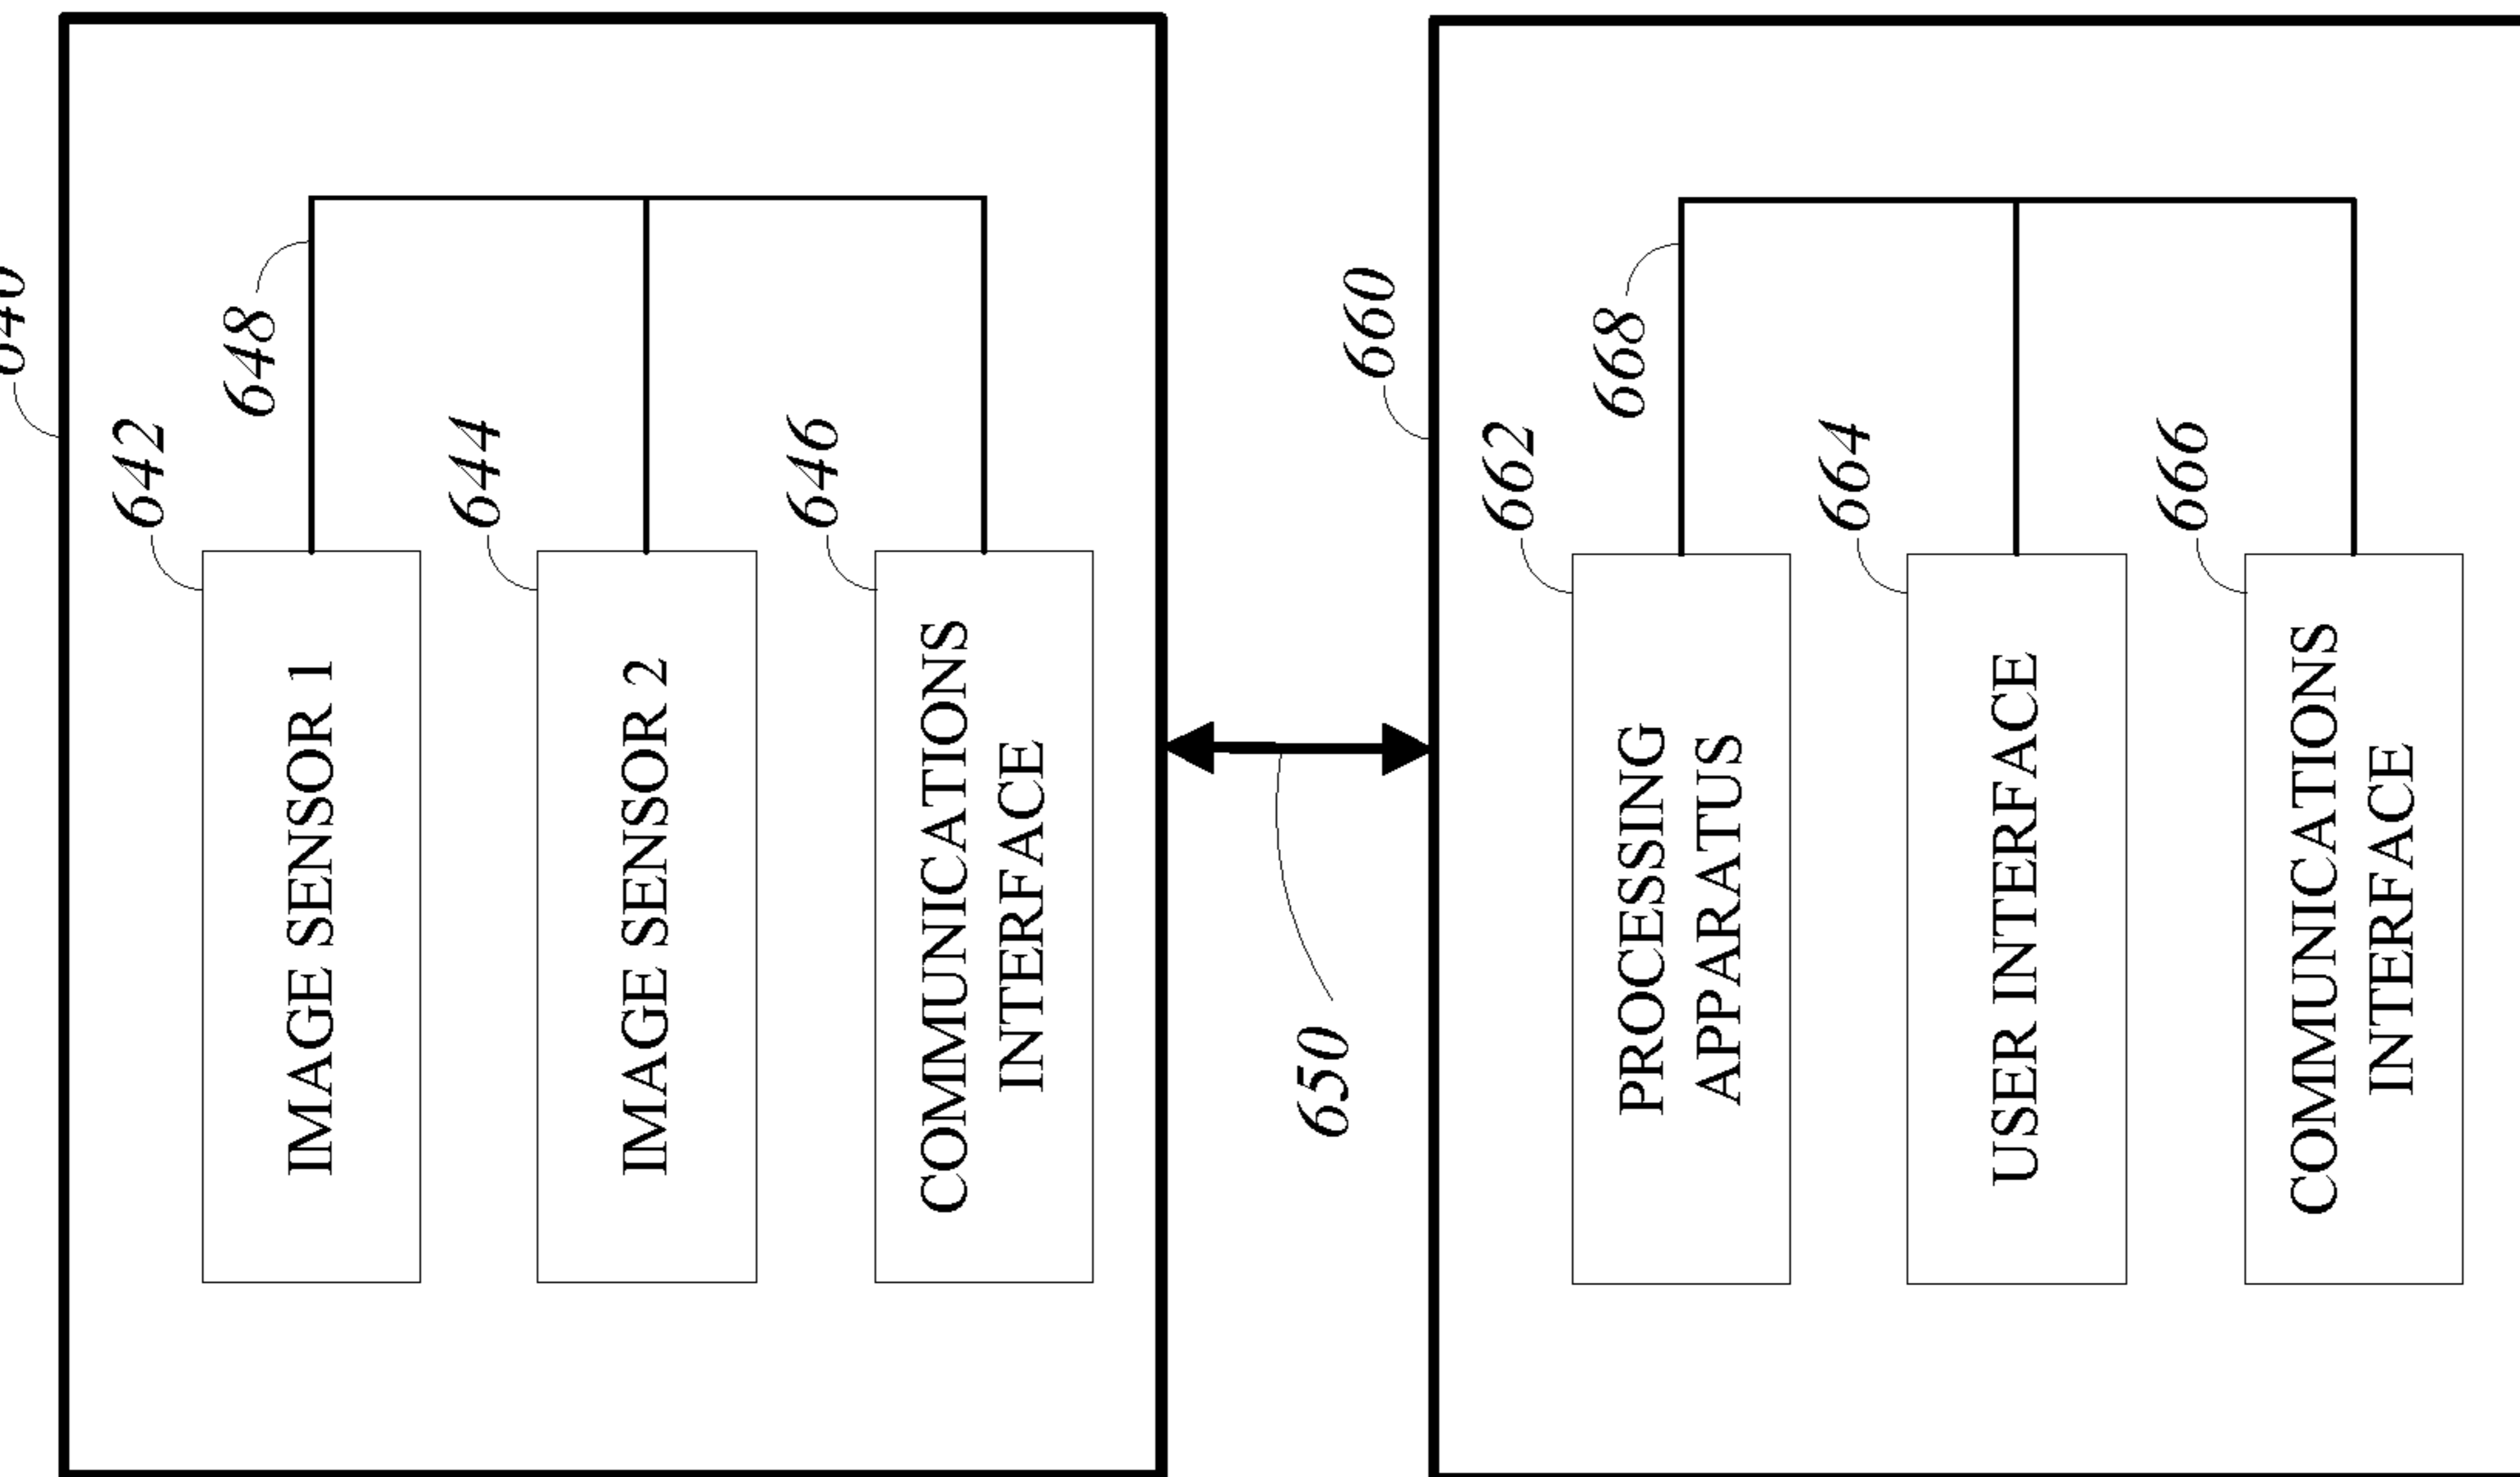 640
642
648
IMAGE SENSOR 1
644
IMAGE SENSOR 2
646
COMMUNICATIONS
INTERFACE
650
660
662
668
PROCESSING
APPARATUS
664
USER INTERFACE
666
COMMUNICATIONS
INTERFACE